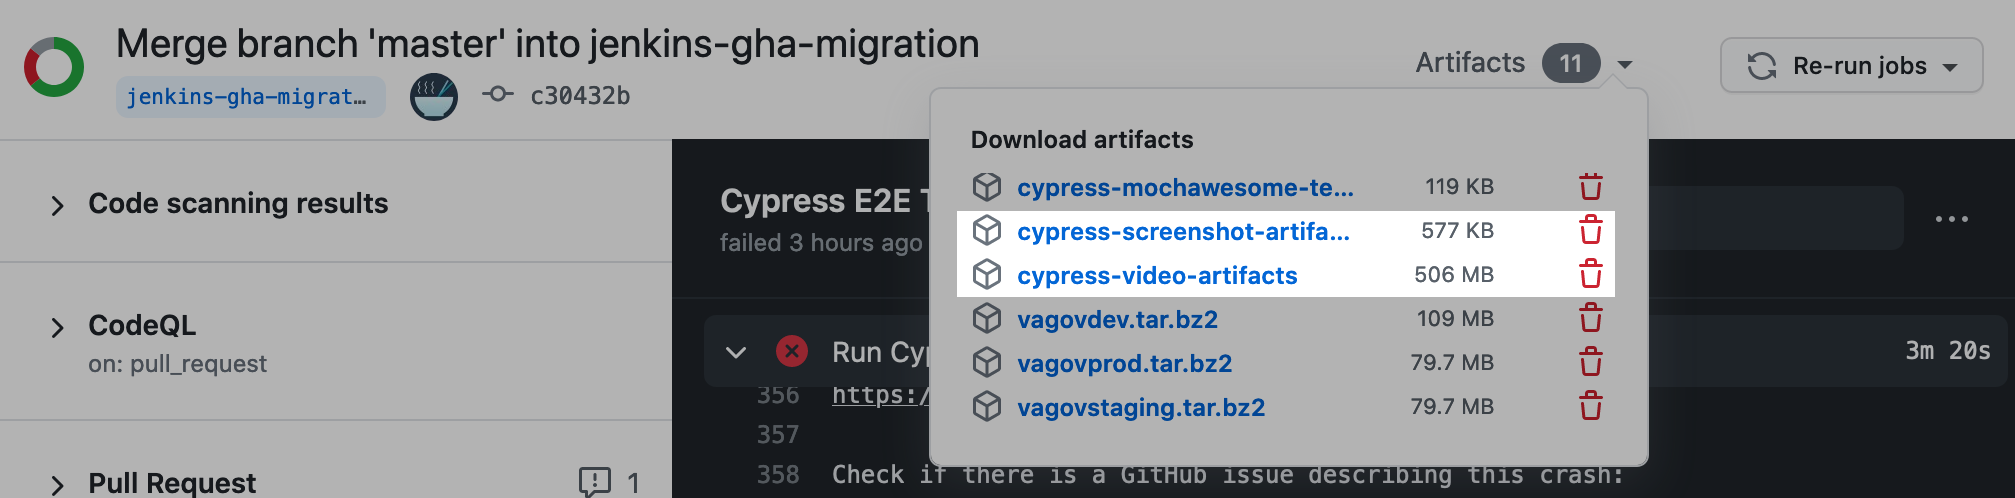 Merge branch 'master' into jenkins-gha-migration
jenkins-gha-migrat…
c30432b
Artifacts 11
Re-run jobs
Download artifacts
cypress-mochawesome-te... 119 KB
cypress-screenshot-artifa... 577 KB
cypress-video-artifacts 506 MB
vagovdev.tar.bz2 109 MB
vagovprod.tar.bz2 79.7 MB
vagovstaging.tar.bz2 79.7 MB
Code scanning results
CodeQL
on: pull_request
Pull Request 1
Cypress E2E
failed 3 hours ago
Run Cy
3m 20s
356 https:/
357
358 Check if there is a GitHub issue describing this crash: